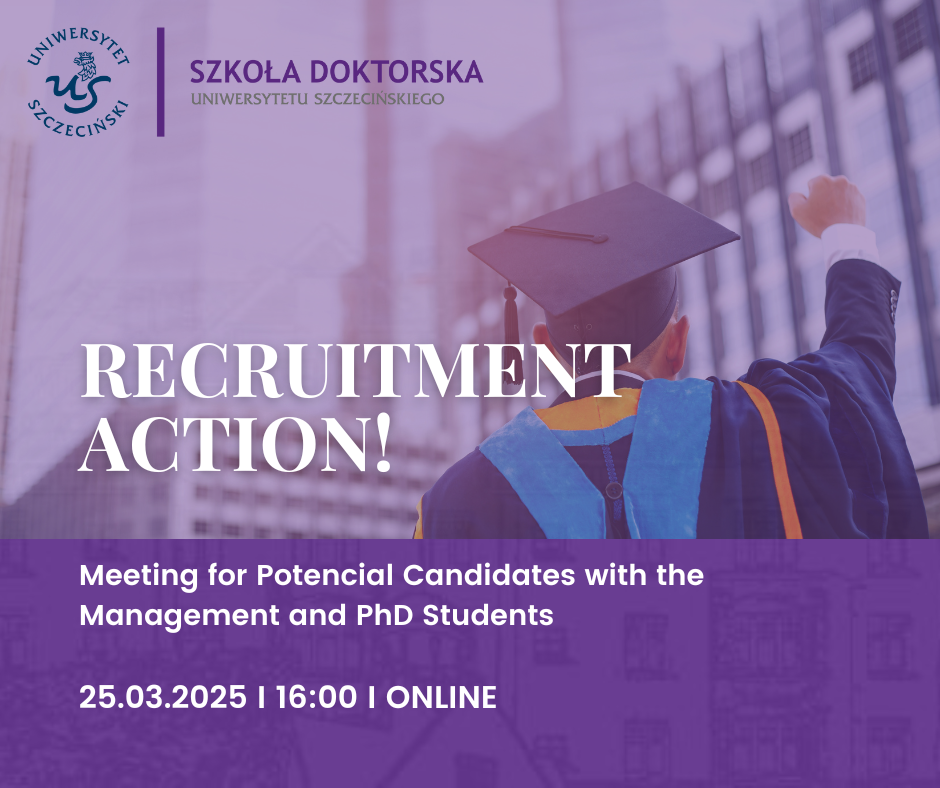 UNIWERSYTET
SZCZECIŃSKI
US
SZKOŁA DOKTORSKA
UNIWERSYTETU SZCZECIŃSKIEGO
RECRUITMENT
ACTION!
Meeting for Potencial Candidates with the
Management and PhD Students
25.03.2025 I 16:00 I ONLINE